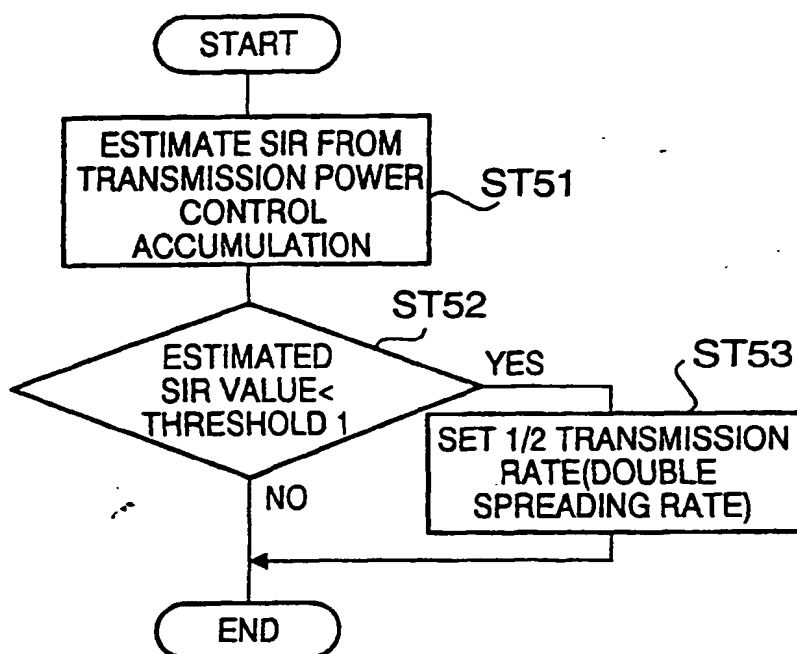 START
ESTIMATE SIR FROM
TRANSMISSION POWER
CONTROL
ACCUMULATION
ST51
ST52
ESTIMATED
SIR VALUE<
THRESHOLD 1
YES
ST53
SET 1/2 TRANSMISSION
RATE(DOUBLE
SPREADING RATE)
NO
END